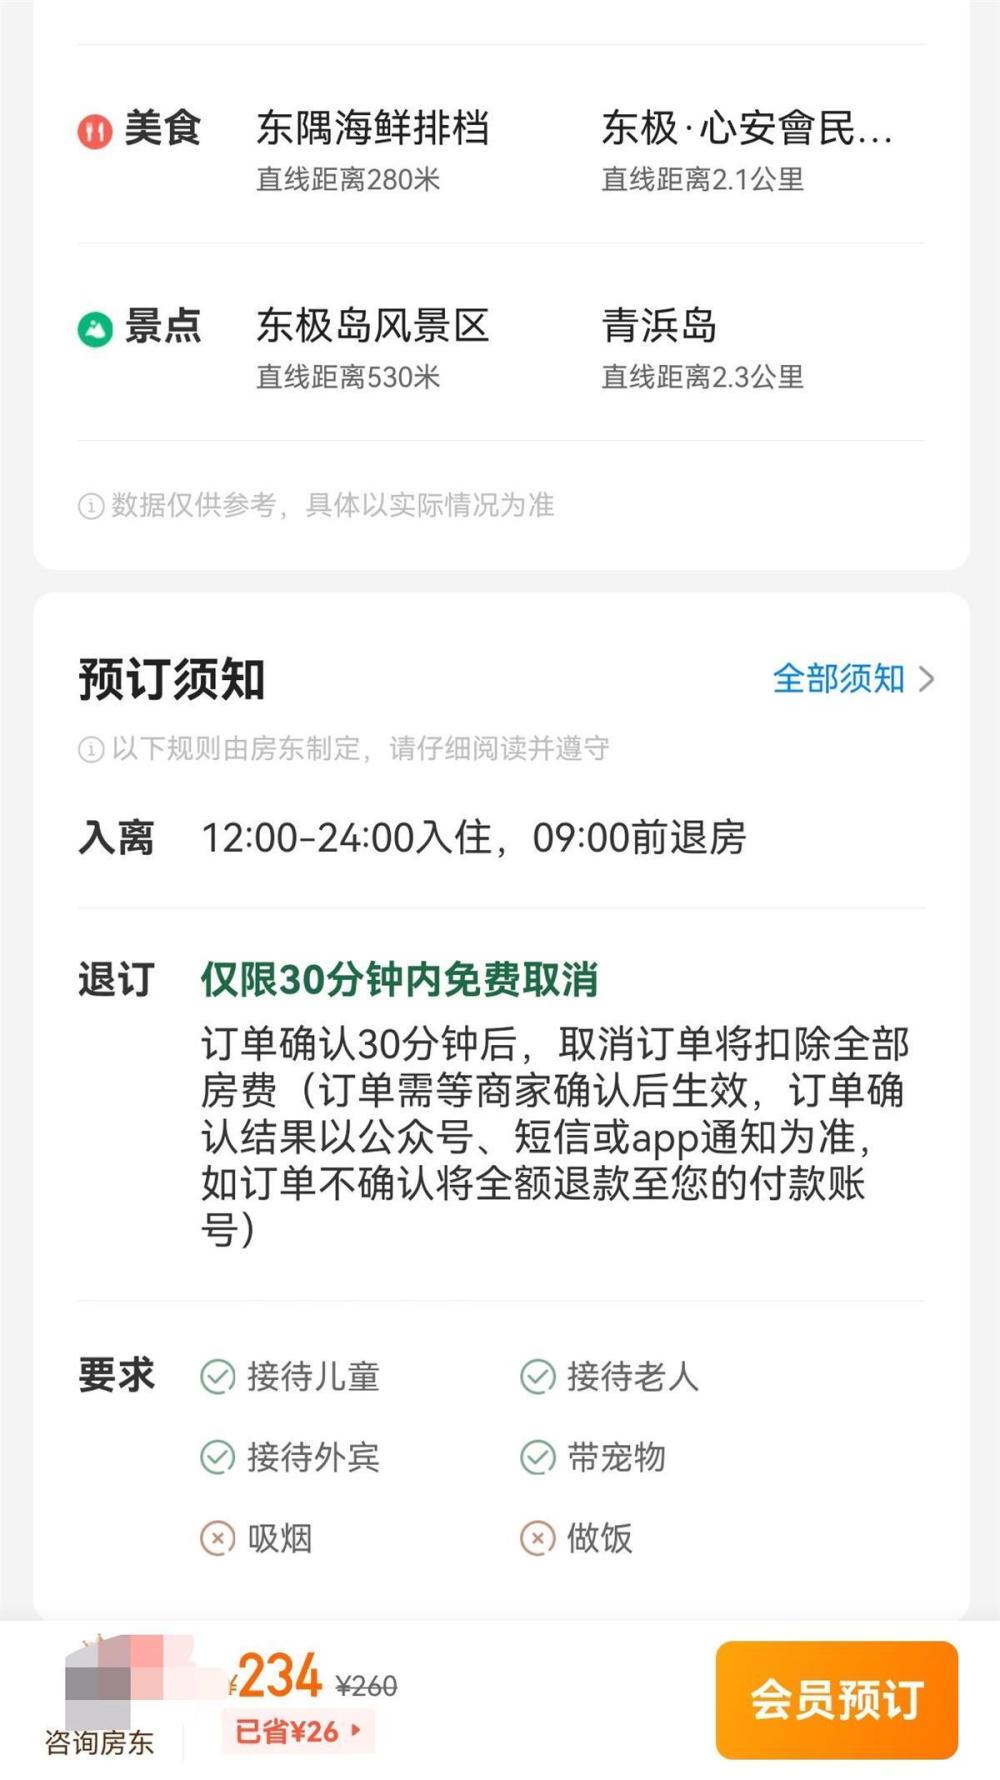 美食 东隅海鲜排档 东极·心安會民...
直线距离280米 直线距离2.1公里
景点 东极岛风景区 青浜岛
直线距离530米 直线距离2.3公里
数据仅供参考，具体以实际情况为准
预订须知 全部须知
以下规则由房东制定，请仔细阅读并遵守
入离 12:00-24:00入住，09:00前退房
退订 仅限30分钟内免费取消
订单确认30分钟后，取消订单将扣除全部
房费（订单需等商家确认后生效，订单确
认结果以公众号、短信或app通知为准，
如订单不确认将全额退款至您的付款账
号）
要求 接待儿童 接待老人
接待外宾 带宠物
吸烟 做饭
¥234 ¥260
会员预订
已省¥26
咨询房东